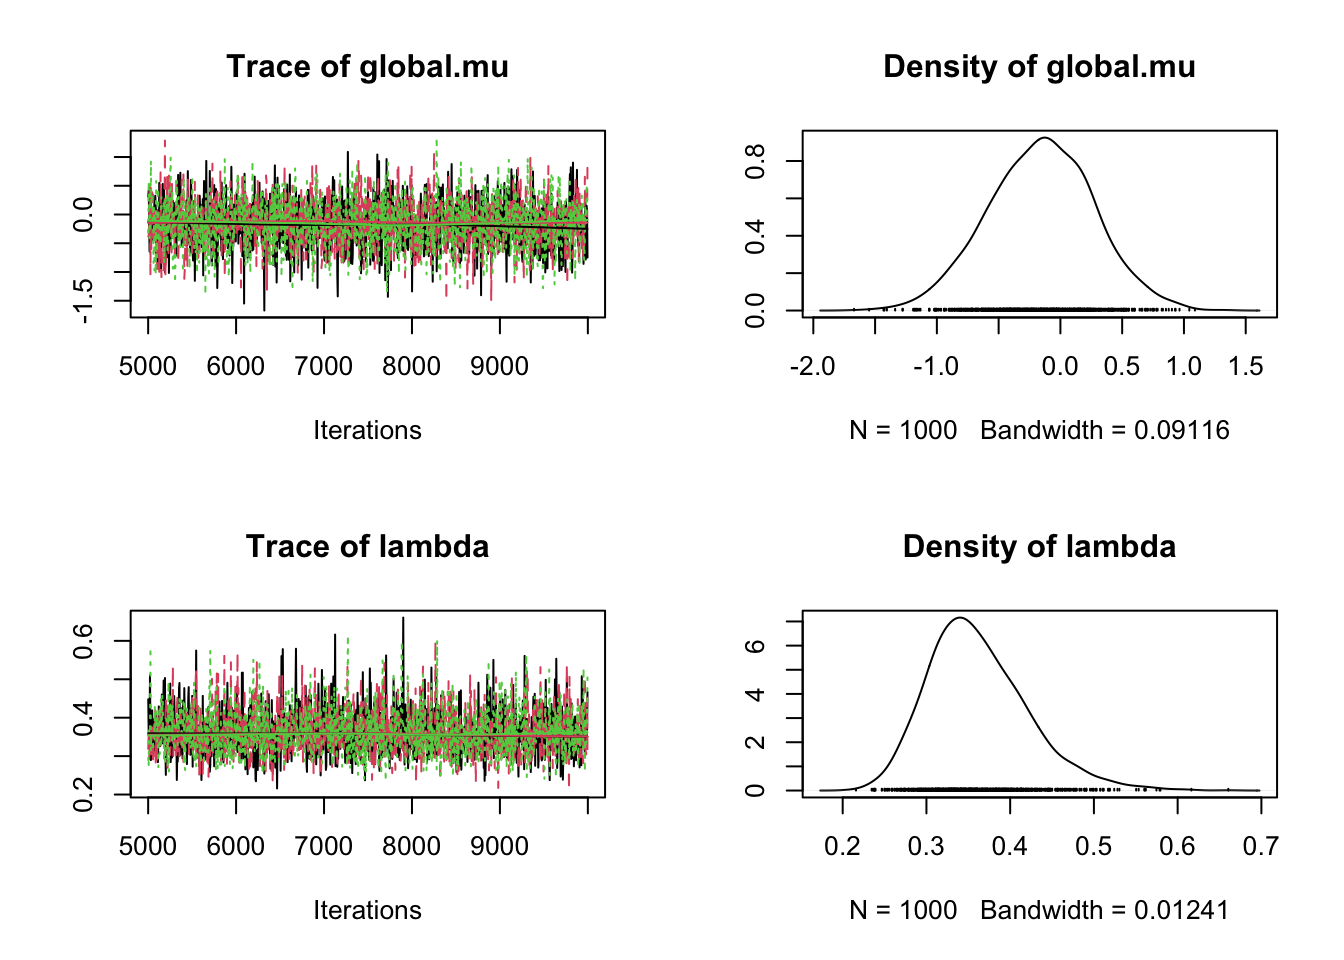 Trace of global.mu
0.0
-1.5
5000 6000 7000 8000 9000
Iterations
Density of global.mu
0.8
0.4
0.0
-2.0 -1.0 0.0 0.5 1.0 1.5
N = 1000 Bandwidth = 0.09116
Trace of lambda
0.6
0.4
0.2
5000 6000 7000 8000 9000
Iterations
Density of lambda
6
4
2
0
0.2 0.3 0.4 0.5 0.6 0.7
N = 1000 Bandwidth = 0.01241